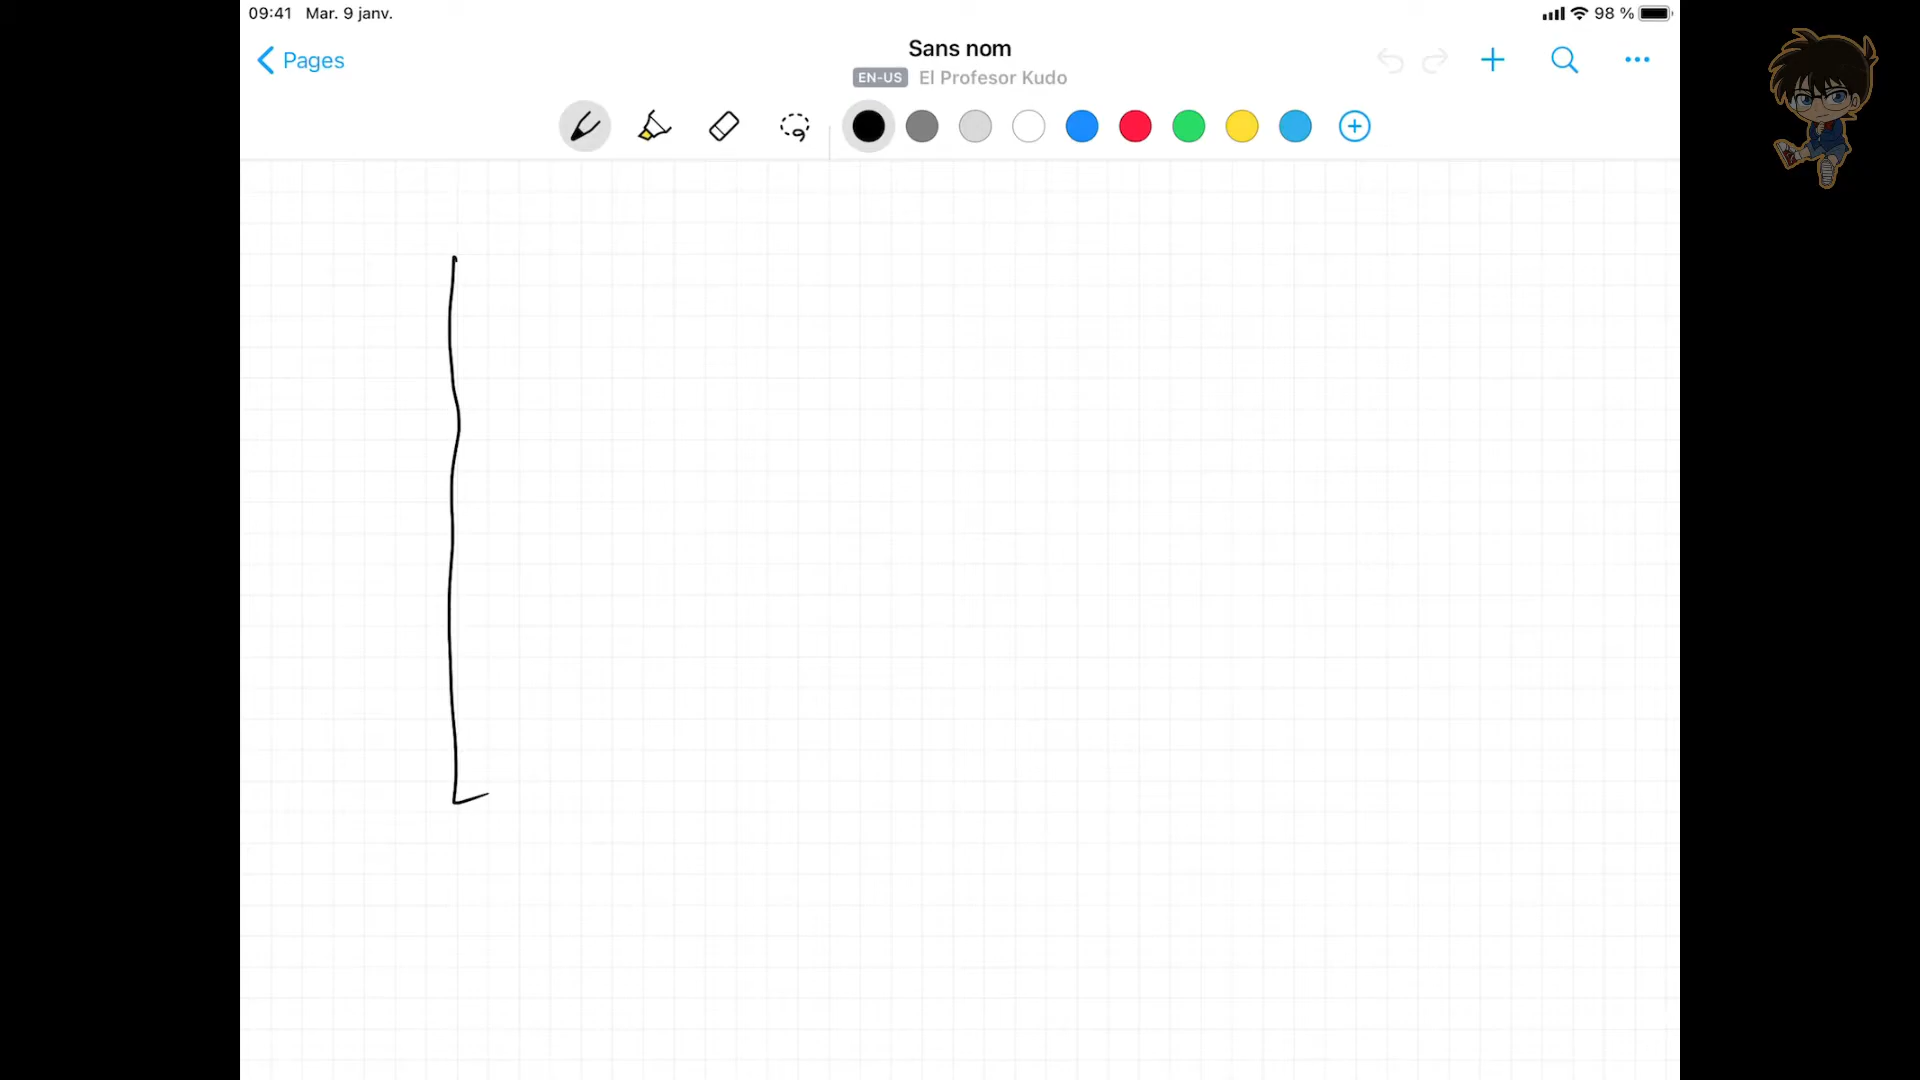 09:41 Mar. 9 janv.
98 %
Pages
Sans nom
EN-US El Profesor Kudo